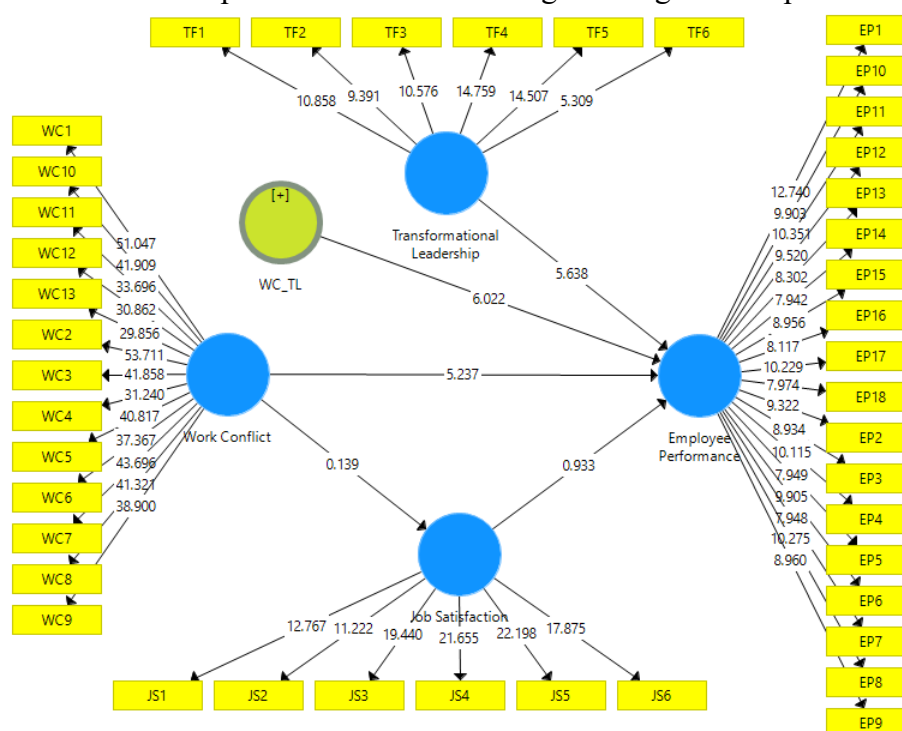 TF1
TF2
TF3
TF4
TF5
TF6
10.858
9.391
10.576
14.759
14.507
5.309
[+]
WC_TL
Transformational
Leadership
5.638
6.022
WC1
WC10
WC11
WC12
WC13
WC2
WC3
WC4
WC5
WC6
WC7
WC8
WC9
51.047
41.909
33.696
30.862
29.856
53.711
41.858
31.240
40.817
37.367
43.696
41.321
38.900
Work Conflict
5.237
0.139
0.933
Employee
Performance
12.740
9.903
10.351
9.520
8.302
7.942
8.956
8.117
10.229
7.974
9.322
8.934
10.115
7.949
9.905
7.948
10.275
8.960
EP1
EP10
EP11
EP12
EP13
EP14
EP15
EP16
EP17
EP18
EP2
EP3
EP4
EP5
EP6
EP7
EP8
EP9
Job Satisfaction
12.767
11.222
19.440
21.655
22.198
17.875
JS1
JS2
JS3
JS4
JS5
JS6